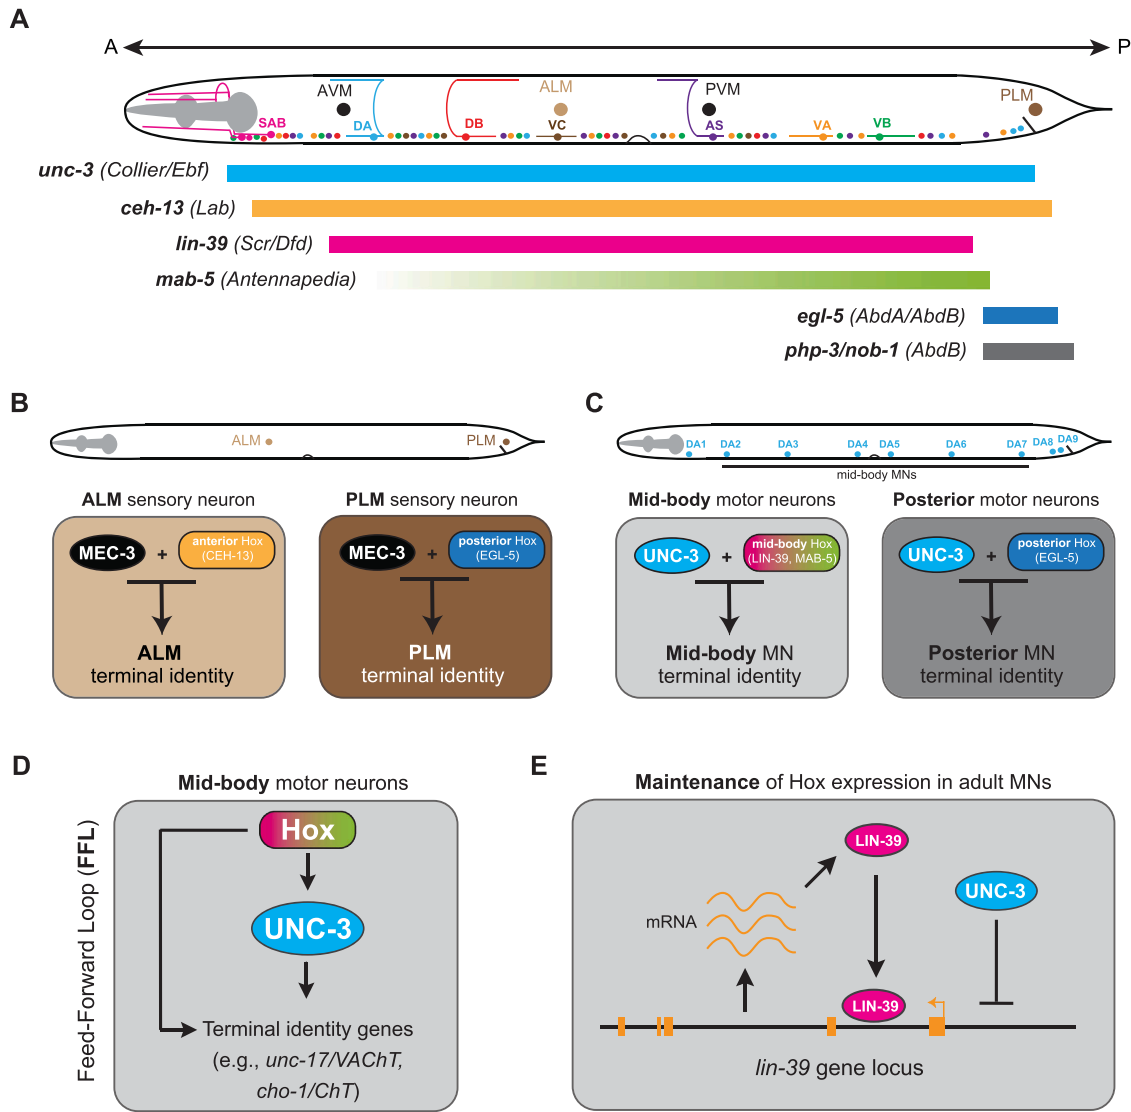 A
A
P
AVM
ALM
PVM
PLM
SAB
DA
DB
VC
AS
VA
VB
unc-3 (Collier/Ebf)
ceh-13 (Lab)
lin-39 (Scr/Dfd)
mab-5 (Antennapedia)
egl-5 (AbdA/AbdB)
php-3/nob-1 (AbdB)
B
ALM
PLM
ALM sensory neuron
MEC-3 + anterior Hox
(CEH-13)
ALM
terminal identity
PLM sensory neuron
MEC-3 + posterior Hox
(EGL-5)
PLM
terminal identity
C
DA1 DA2 DA3 DA4 DA5 DA6 DA7 DA8 DA9
mid-body MNs
Mid-body motor neurons
UNC-3 + mid-body Hox
(LIN-39, MAB-5)
Mid-body MN
terminal identity
Posterior motor neurons
UNC-3 + posterior Hox
(EGL-5)
Posterior MN
terminal identity
D
Mid-body motor neurons
Feed-Forward Loop (FFL)
Hox
UNC-3
Terminal identity genes
(e.g., unc-17/VAChT,
cho-1/ChT)
E
Maintenance of Hox expression in adult MNs
LIN-39
UNC-3
mRNA
LIN-39
lin-39 gene locus